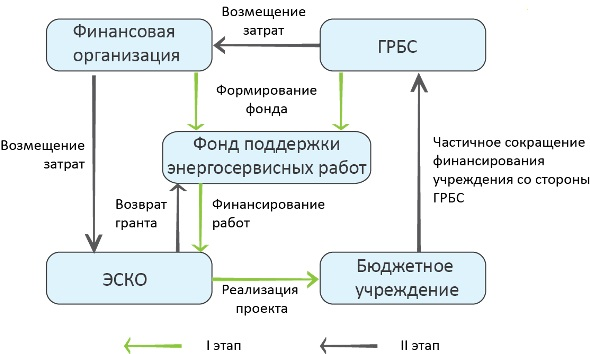 Возмещение
затрат
Финансовая
организация
ГРБС
Формирование
фонда
Возмещение
затрат
Фонд поддержки
энергосервисных работ
Частичное сокращение
финансирования
учреждения со стороны
ГРБС
Возврат
гранта
Финансирование
работ
ЭСКО
Реализация
проекта
Бюджетное
учреждение
I этап
II этап